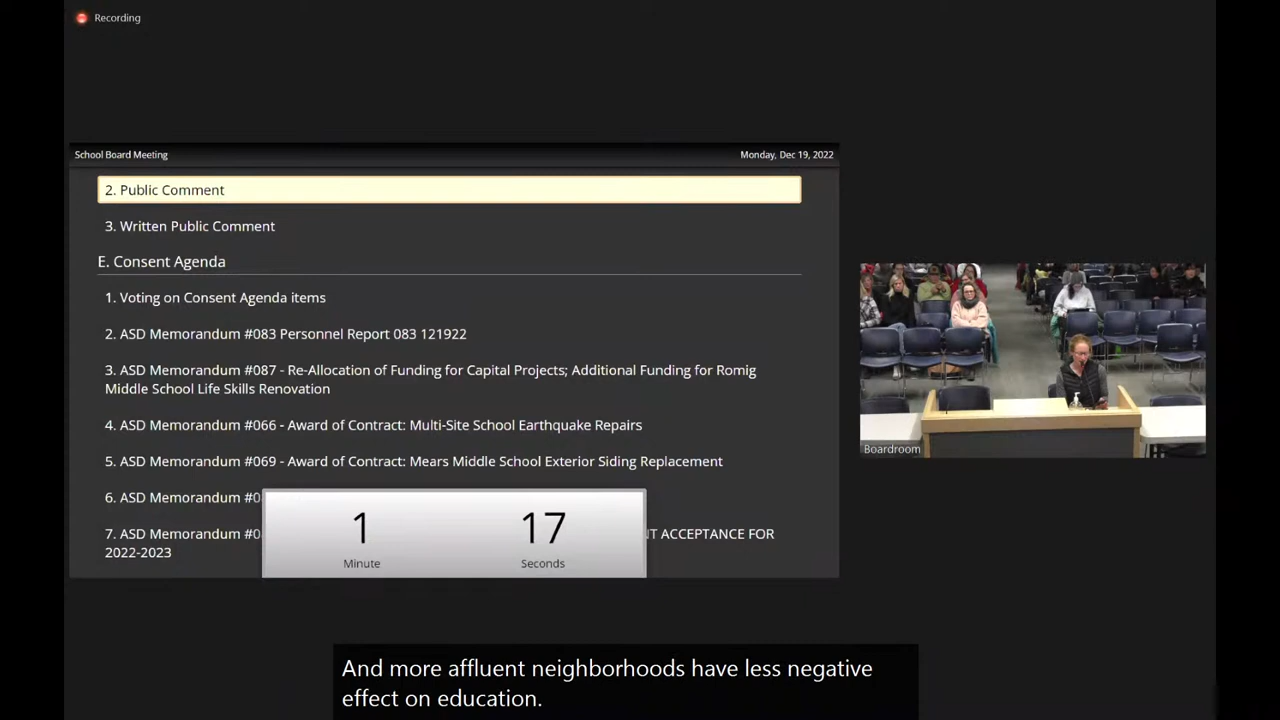 Recording
School Board Meeting
Monday, Dec 19, 2022
2. Public Comment
3. Written Public Comment
E. Consent Agenda
1. Voting on Consent Agenda items
2. ASD Memorandum #083 Personnel Report 083 121922
3. ASD Memorandum #087 - Re-Allocation of Funding for Capital Projects; Additional Funding for Romig
Middle School Life Skills Renovation
4. ASD Memorandum #066 - Award of Contract: Multi-Site School Earthquake Repairs
5. ASD Memorandum #069 - Award of Contract: Mears Middle School Exterior Siding Replacement
6. ASD Memorandum
7. ASD Memorandum ACCEPTANCE FOR
2022-2023
1 17
Minute Seconds
Boardroom
And more affluent neighborhoods have less negative
effect on education.